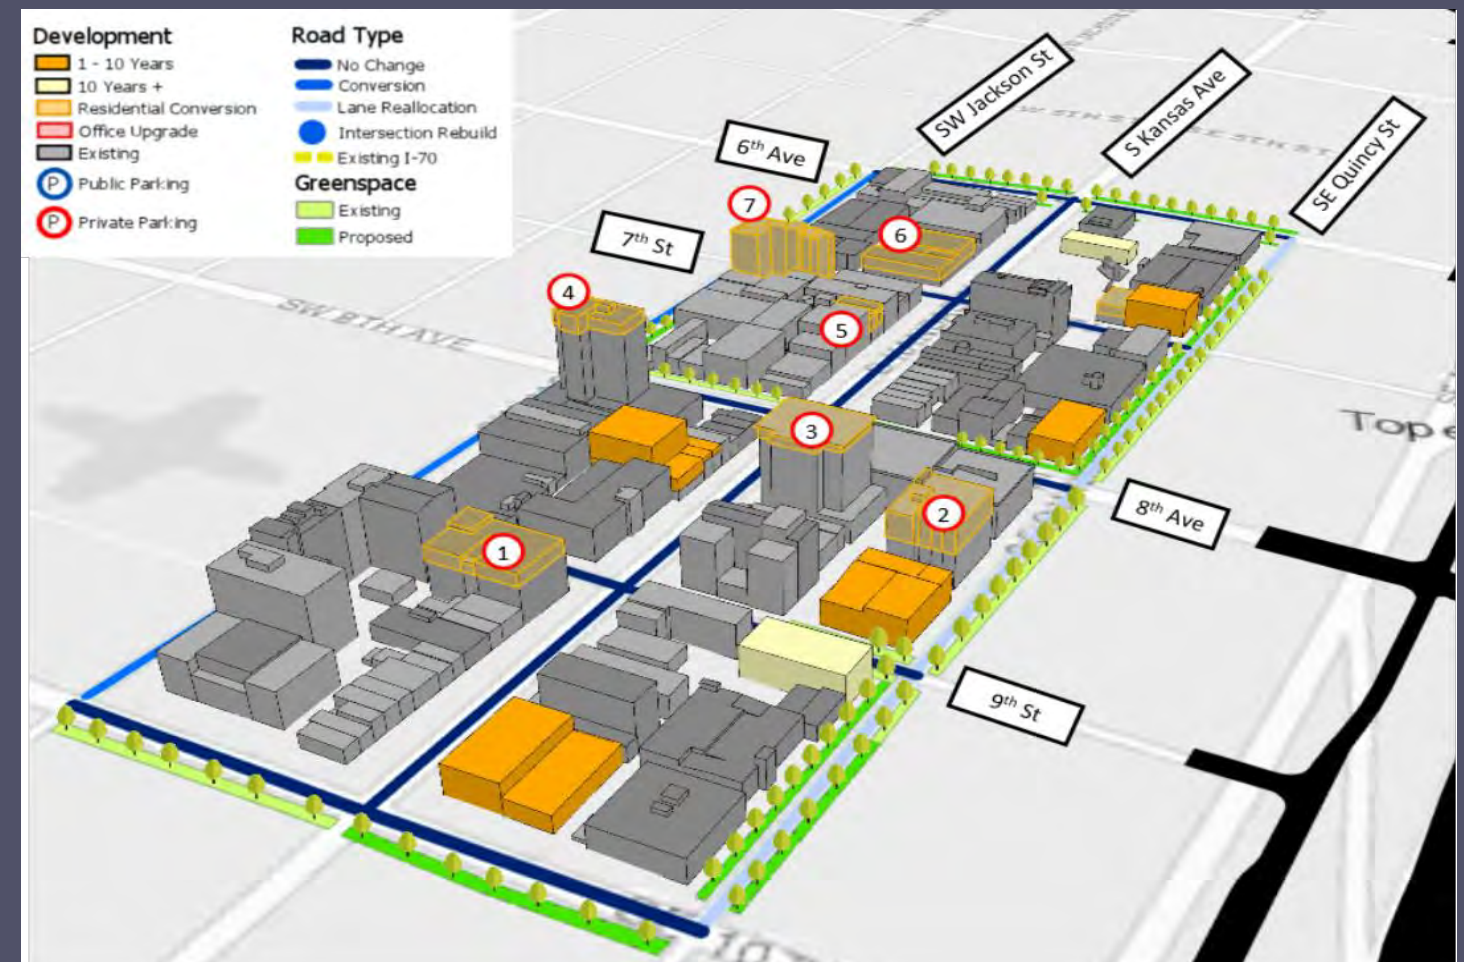 Development
1 - 10 Years
10 Years +
Residential Conversion
Office Upgrade
Existing
P Public Parking
P Private Parking
Road Type
No Change
Conversion
Lane Reallocation
Intersection Rebuild
Existing I-70
Greenspace
Existing
Proposed
SW Jackson St
S Kansas Ave
SE Quincy St
6th Ave
7th St
SW 8TH AVE
7
6
4
5
3
2
1
Tope
8th Ave
9th St
10